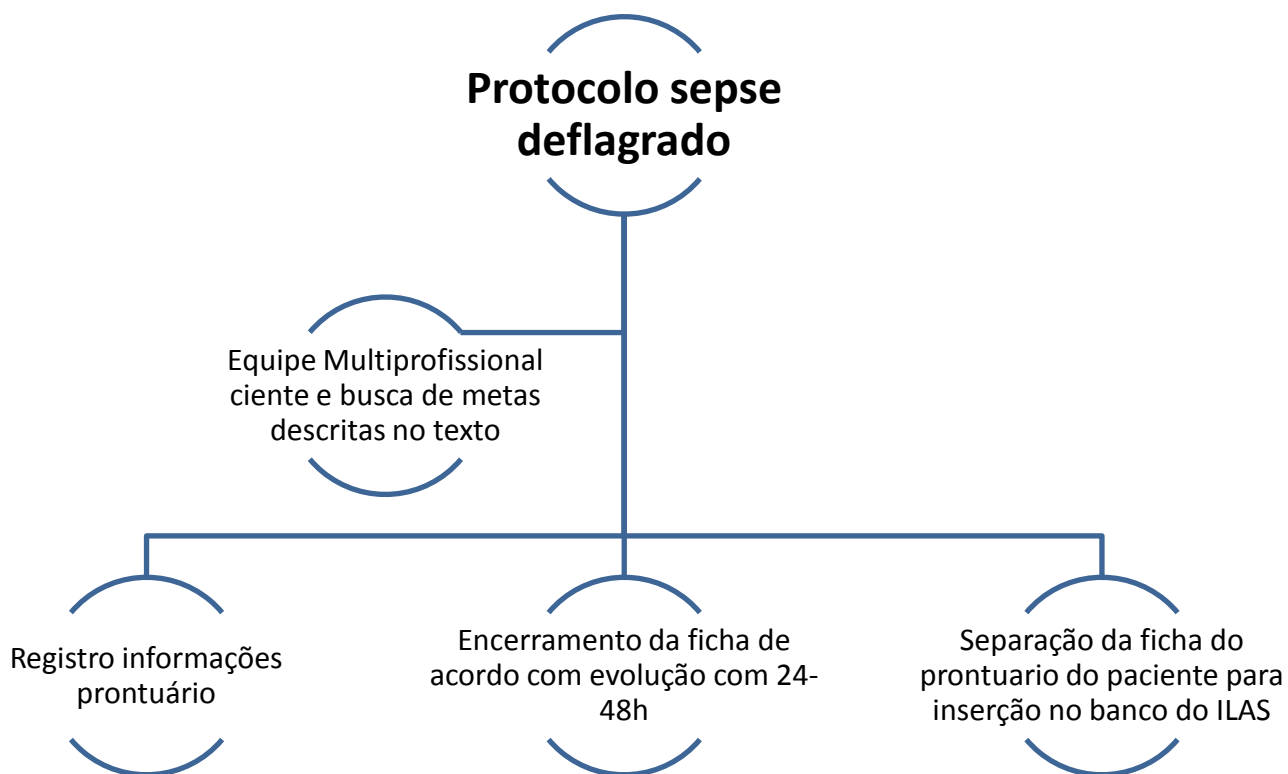 Protocolo sepse
deflagrado
Equipe Multiprofissional
ciente e busca de metas
descritas no texto
Registro informações
prontuário
Encerramento da ficha de
acordo com evolução com 24-
48h
Separação da ficha do
prontuario do paciente para
inserção no banco do ILAS